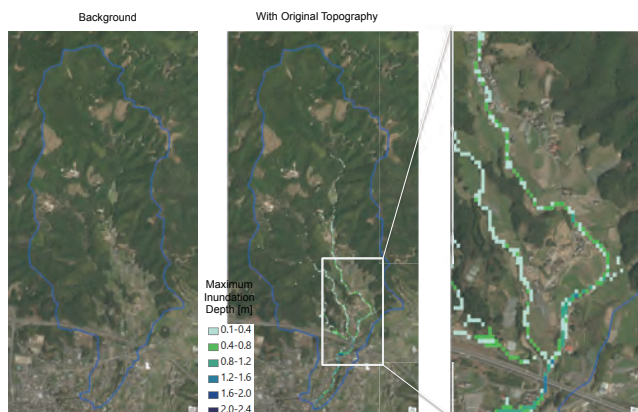 Background
With Original Topography
Maximum
Inundation
Depth [m]
0.1-0.4
0.4-0.8
0.8-1.2
1.2-1.6
1.6-2.0
2.0-2.4